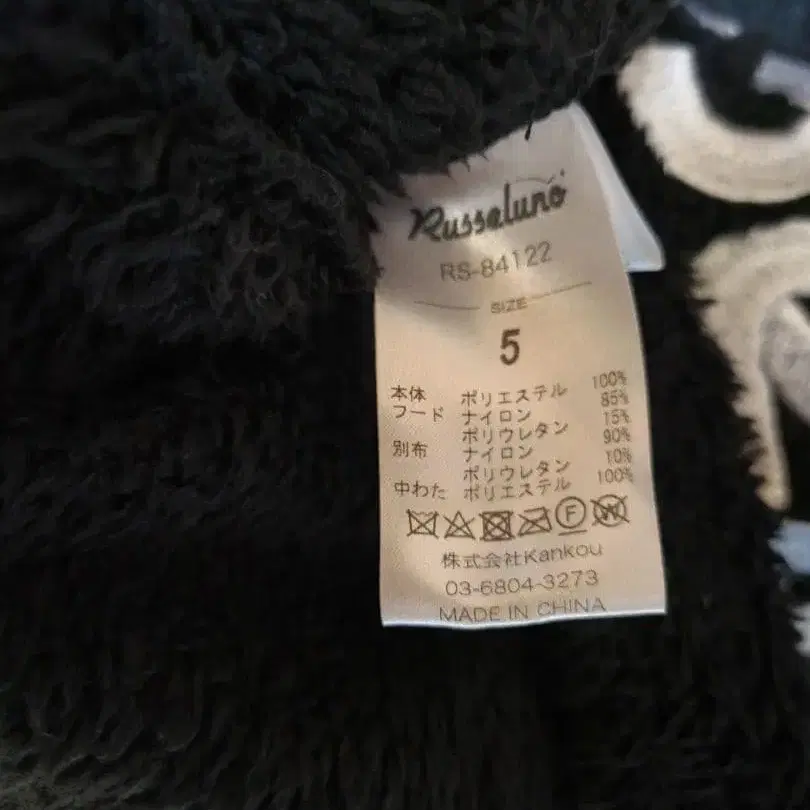 Russeluno
RS-84122
SIZE
5
本体 ポリエステル 100%
フード ナイロン 85%
ポリウレタン 15%
別布 ナイロン 90%
ポリウレタン 10%
中わた ポリエステル 100%
F W
株式会社Kankou
03-6804-3273
MADE IN CHINA